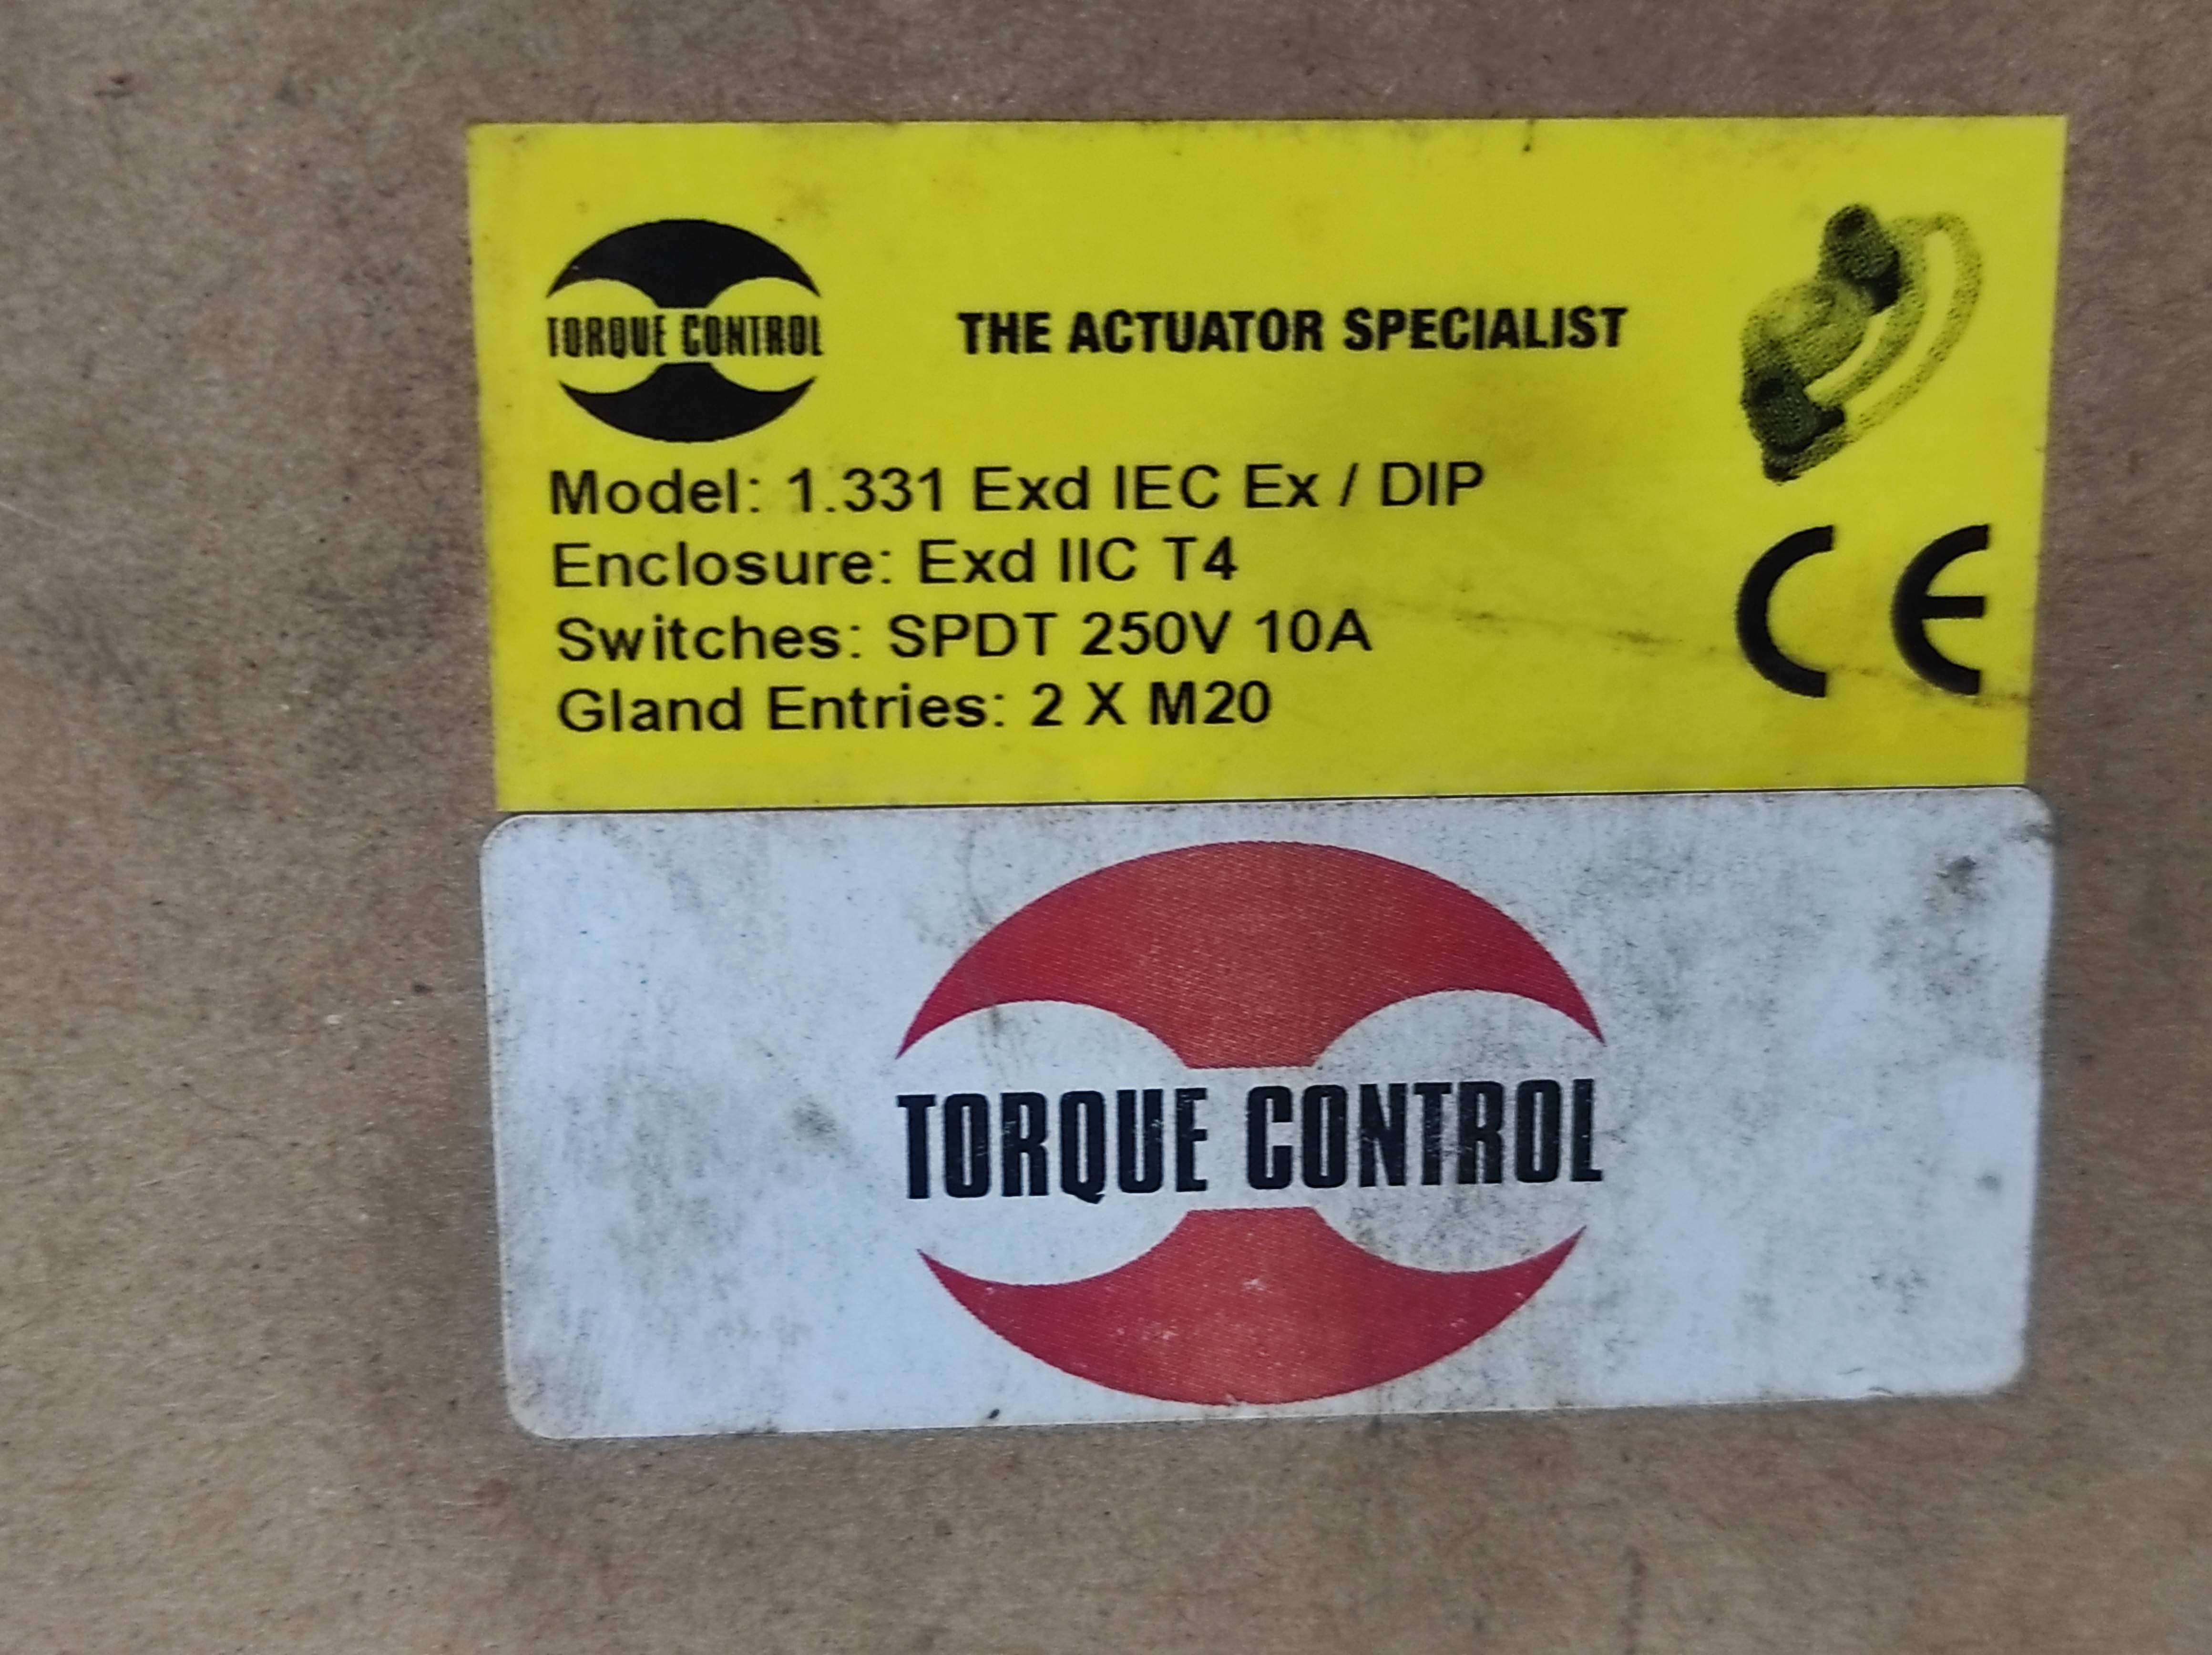 TORQUE CONTROL
THE ACTUATOR SPECIALIST
Model: 1.331 Exd IEC Ex / DIP
Enclosure: Exd IIC T4
Switches: SPDT 250V 10A
Gland Entries: 2 X M20
CE
TORQUE CONTROL